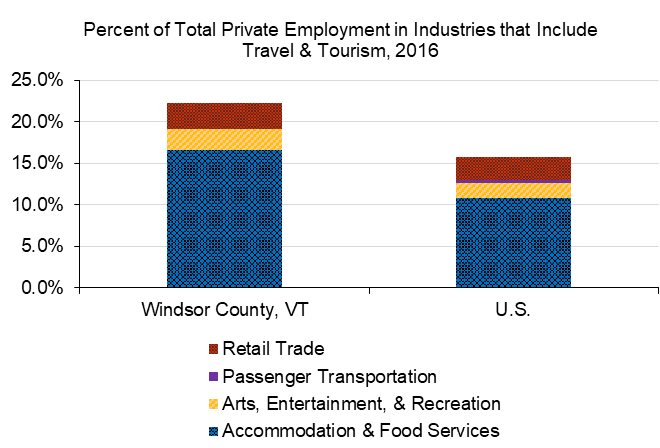 Percent of Total Private Employment in Industries that Include
Travel & Tourism, 2016
25.0%
20.0%
15.0%
10.0%
5.0%
0.0%
Windsor County, VT
U.S.
Retail Trade
Passenger Transportation
Arts, Entertainment, & Recreation
Accommodation & Food Services